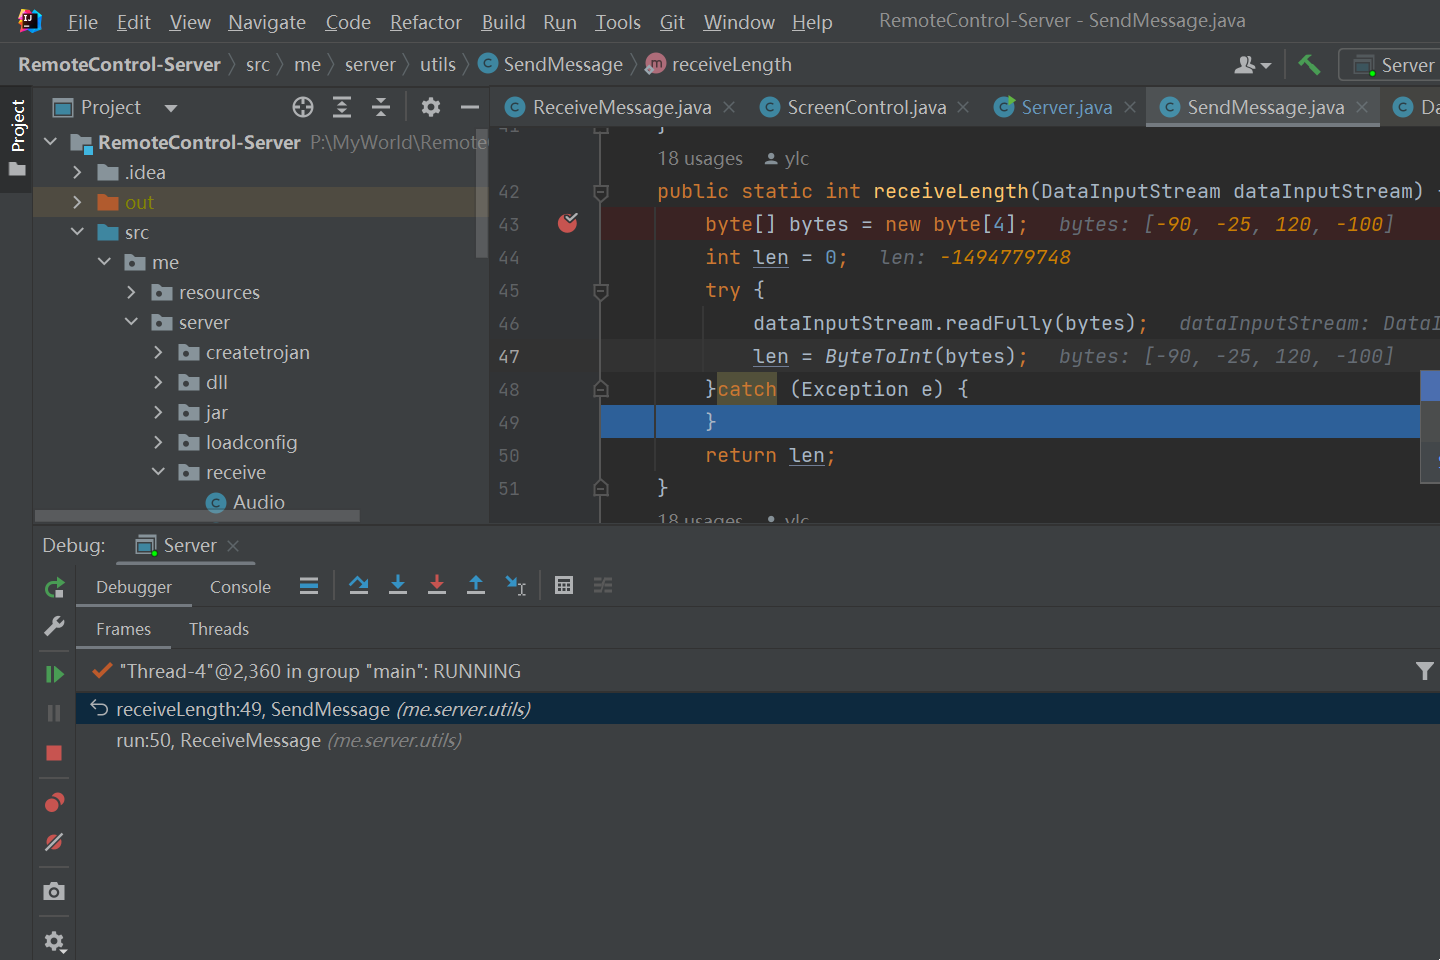 File Edit View Navigate Code Refactor Build Run Tools Git Window Help RemoteControl-Server - SendMessage.java
RemoteControl-Server src me server utils SendMessage receiveLength Server
Project
Project ReceiveMessage.java ScreenControl.java Server.java SendMessage.java
RemoteControl-Server P:\MyWorld\Remote
.idea
out
src
me
resources
server
createtrojan
dll
jar
loadconfig
receive
Audio
41 }
18 usages ylc
42 public static int receiveLength(DataInputStream dataInputStream) {
43 byte[] bytes = new byte[4]; bytes: [-90, -25, 120, -100]
44 int len = 0; len: -1494779748
45 try {
46 dataInputStream.readFully(bytes); dataInputStream: DataI
47 len = ByteToInt(bytes); bytes: [-90, -25, 120, -100]
48 }catch (Exception e) {
49 }
50 return len;
51 }
18 usages ylc
Debug: Server
Debugger Console
Frames Threads
"Thread-4"@2,360 in group "main": RUNNING
receiveLength:49, SendMessage (me.server.utils)
run:50, ReceiveMessage (me.server.utils)